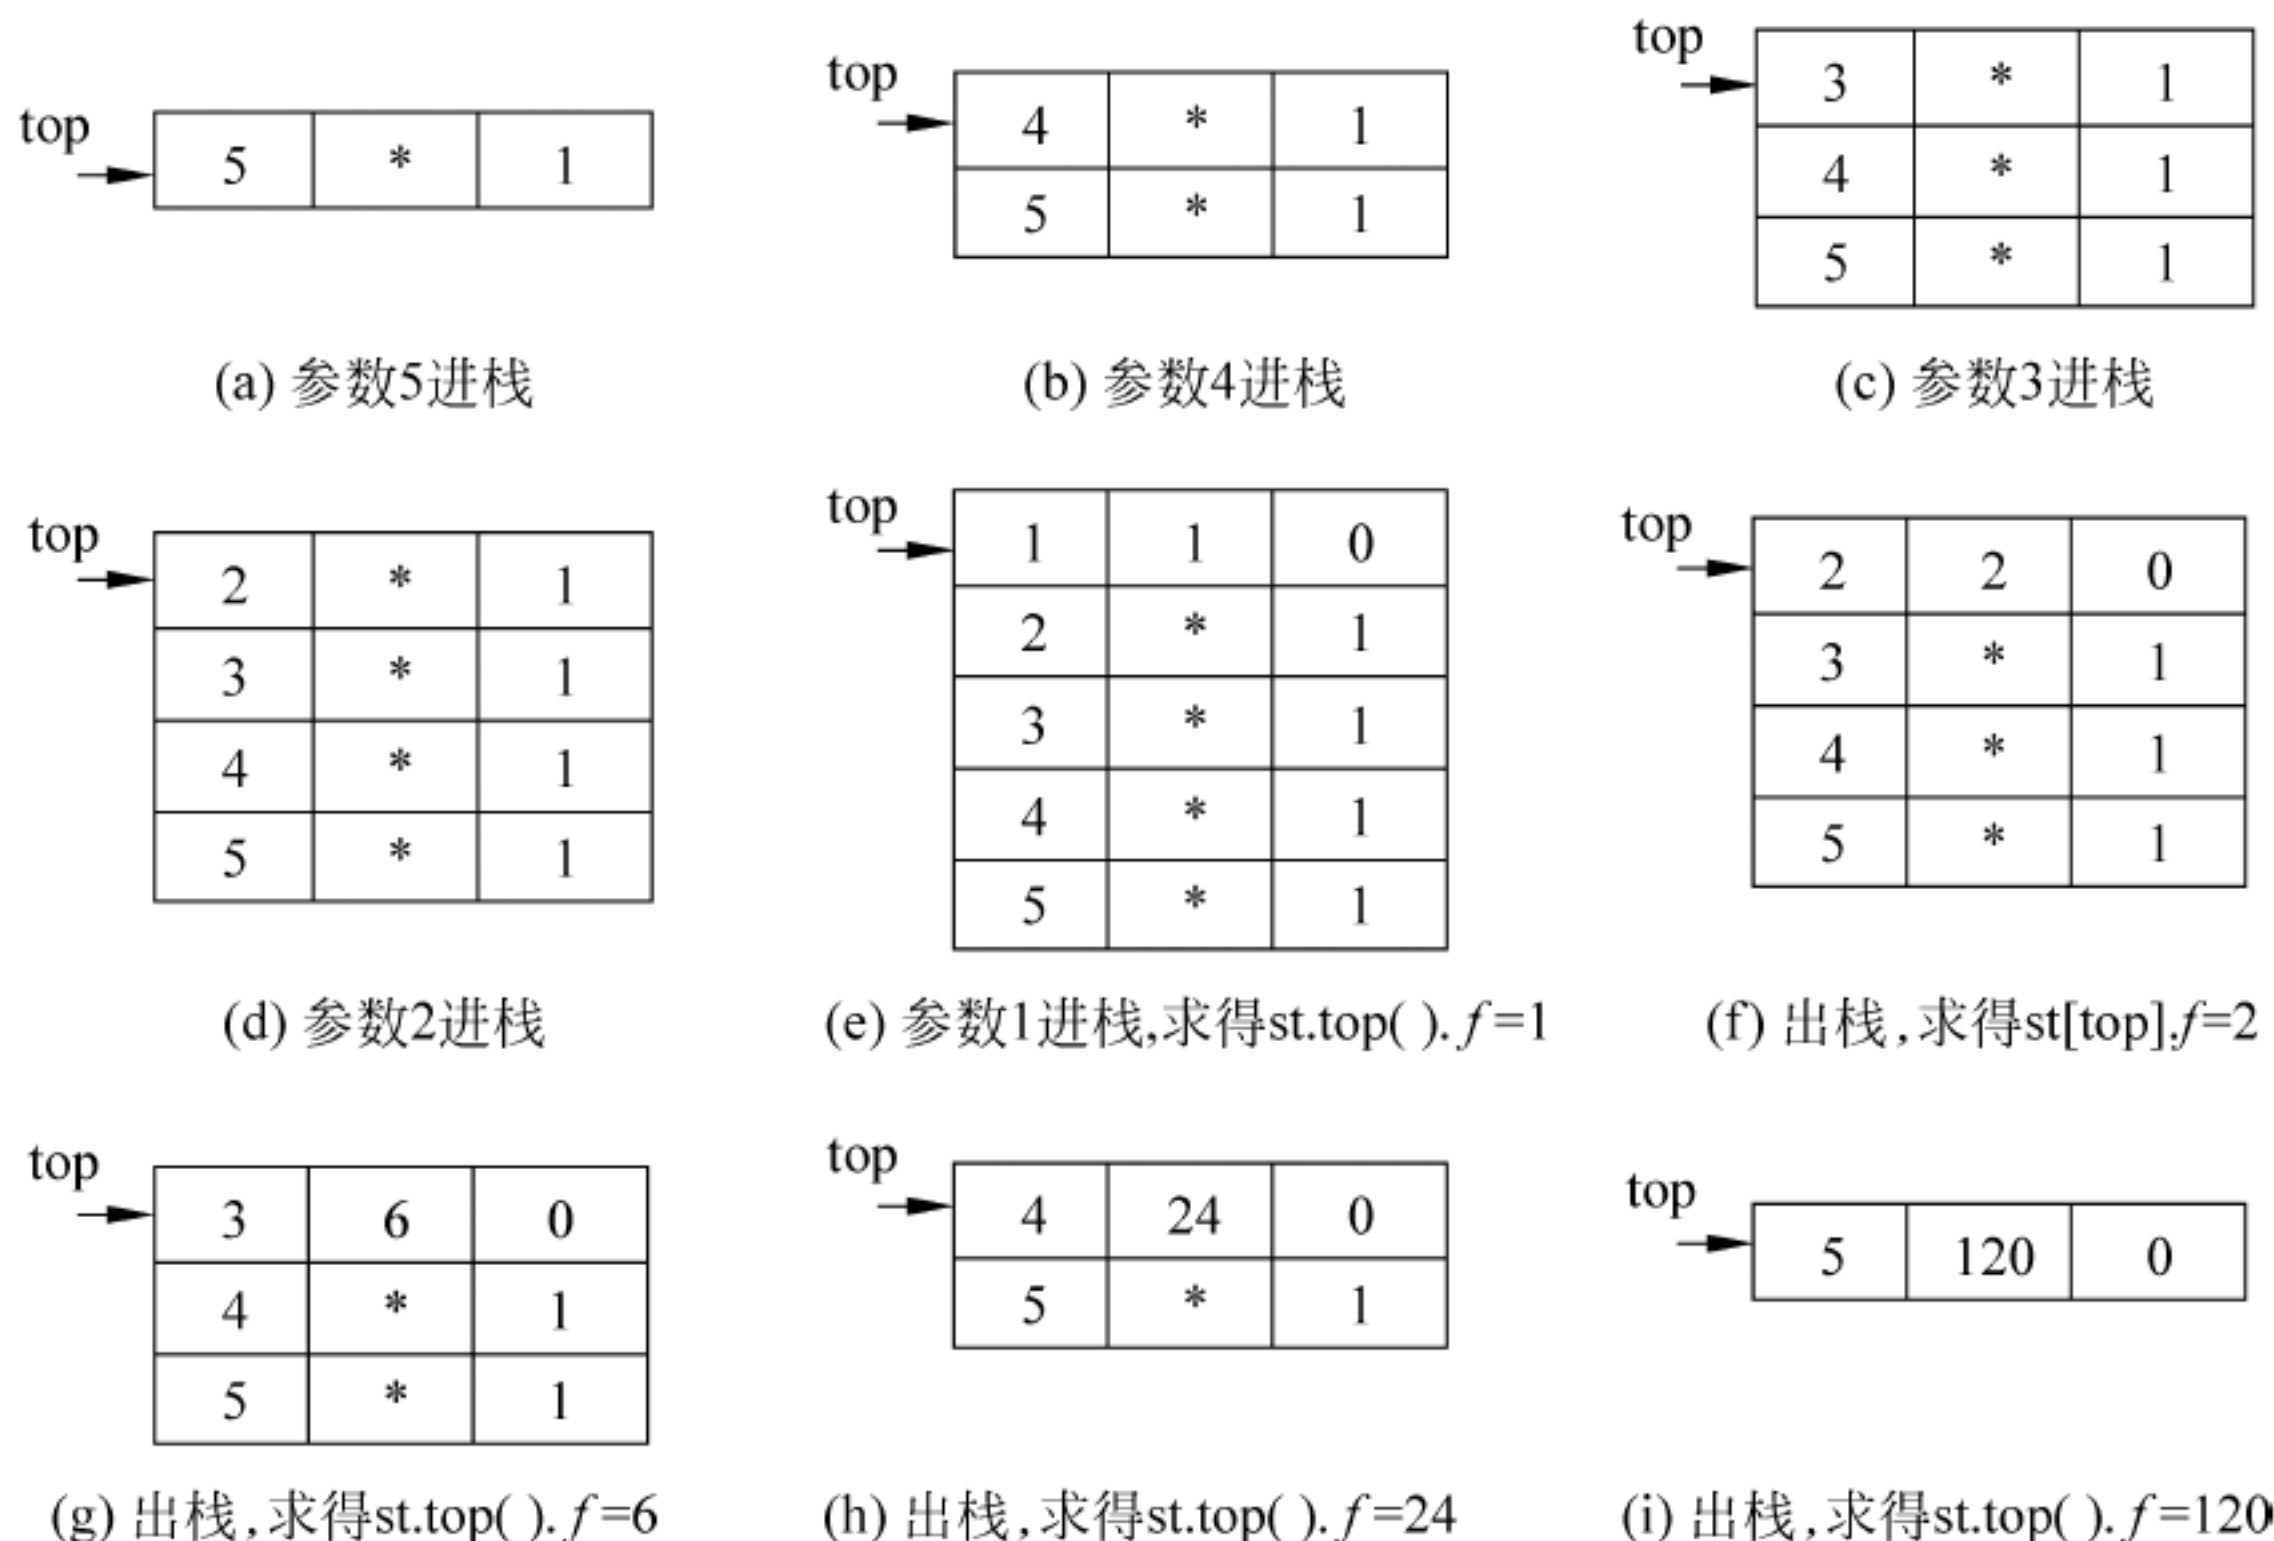 top
5 * 1
(a) 参数5进栈
top
4 * 1
5 * 1
(b) 参数4进栈
top
3 * 1
4 * 1
5 * 1
(c) 参数3进栈
top
2 * 1
3 * 1
4 * 1
5 * 1
(d) 参数2进栈
top
1 1 0
2 * 1
3 * 1
4 * 1
5 * 1
(e) 参数1进栈,求得st.top( ). f =1
top
2 2 0
3 * 1
4 * 1
5 * 1
(f) 出栈,求得st[top].f=2
top
3 6 0
4 * 1
5 * 1
(g) 出栈,求得st.top( ). f =6
top
4 24 0
5 * 1
(h) 出栈,求得st.top( ). f =24
top
5 120 0
(i) 出栈,求得st.top( ). f =120